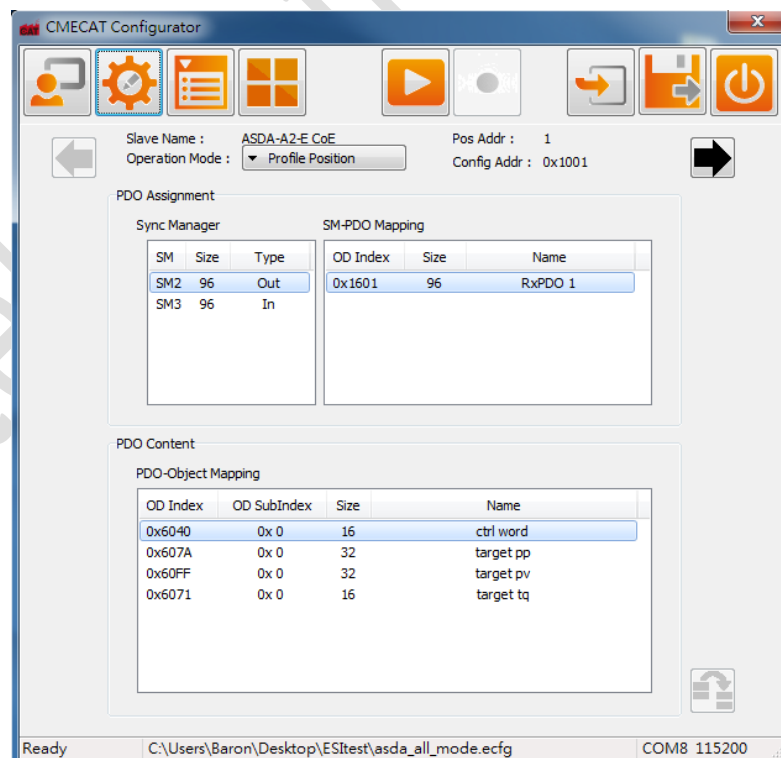 CAT CMECAT Configurator
Slave Name : ASDA-A2-E CoE Pos Addr : 1
Operation Mode : Profile Position Config Addr : 0x1001
PDO Assignment
Sync Manager SM-PDO Mapping
SM Size Type OD Index Size Name
SM2 96 Out 0x1601 96 RxPDO 1
SM3 96 In
PDO Content
PDO-Object Mapping
OD Index OD SubIndex Size Name
0x6040 0x 0 16 ctrl word
0x607A 0x 0 32 target pp
0x60FF 0x 0 32 target pv
0x6071 0x 0 16 target tq
Ready C:\Users\Baron\Desktop\ESItest\asda_all_mode.ecfg COM8 115200